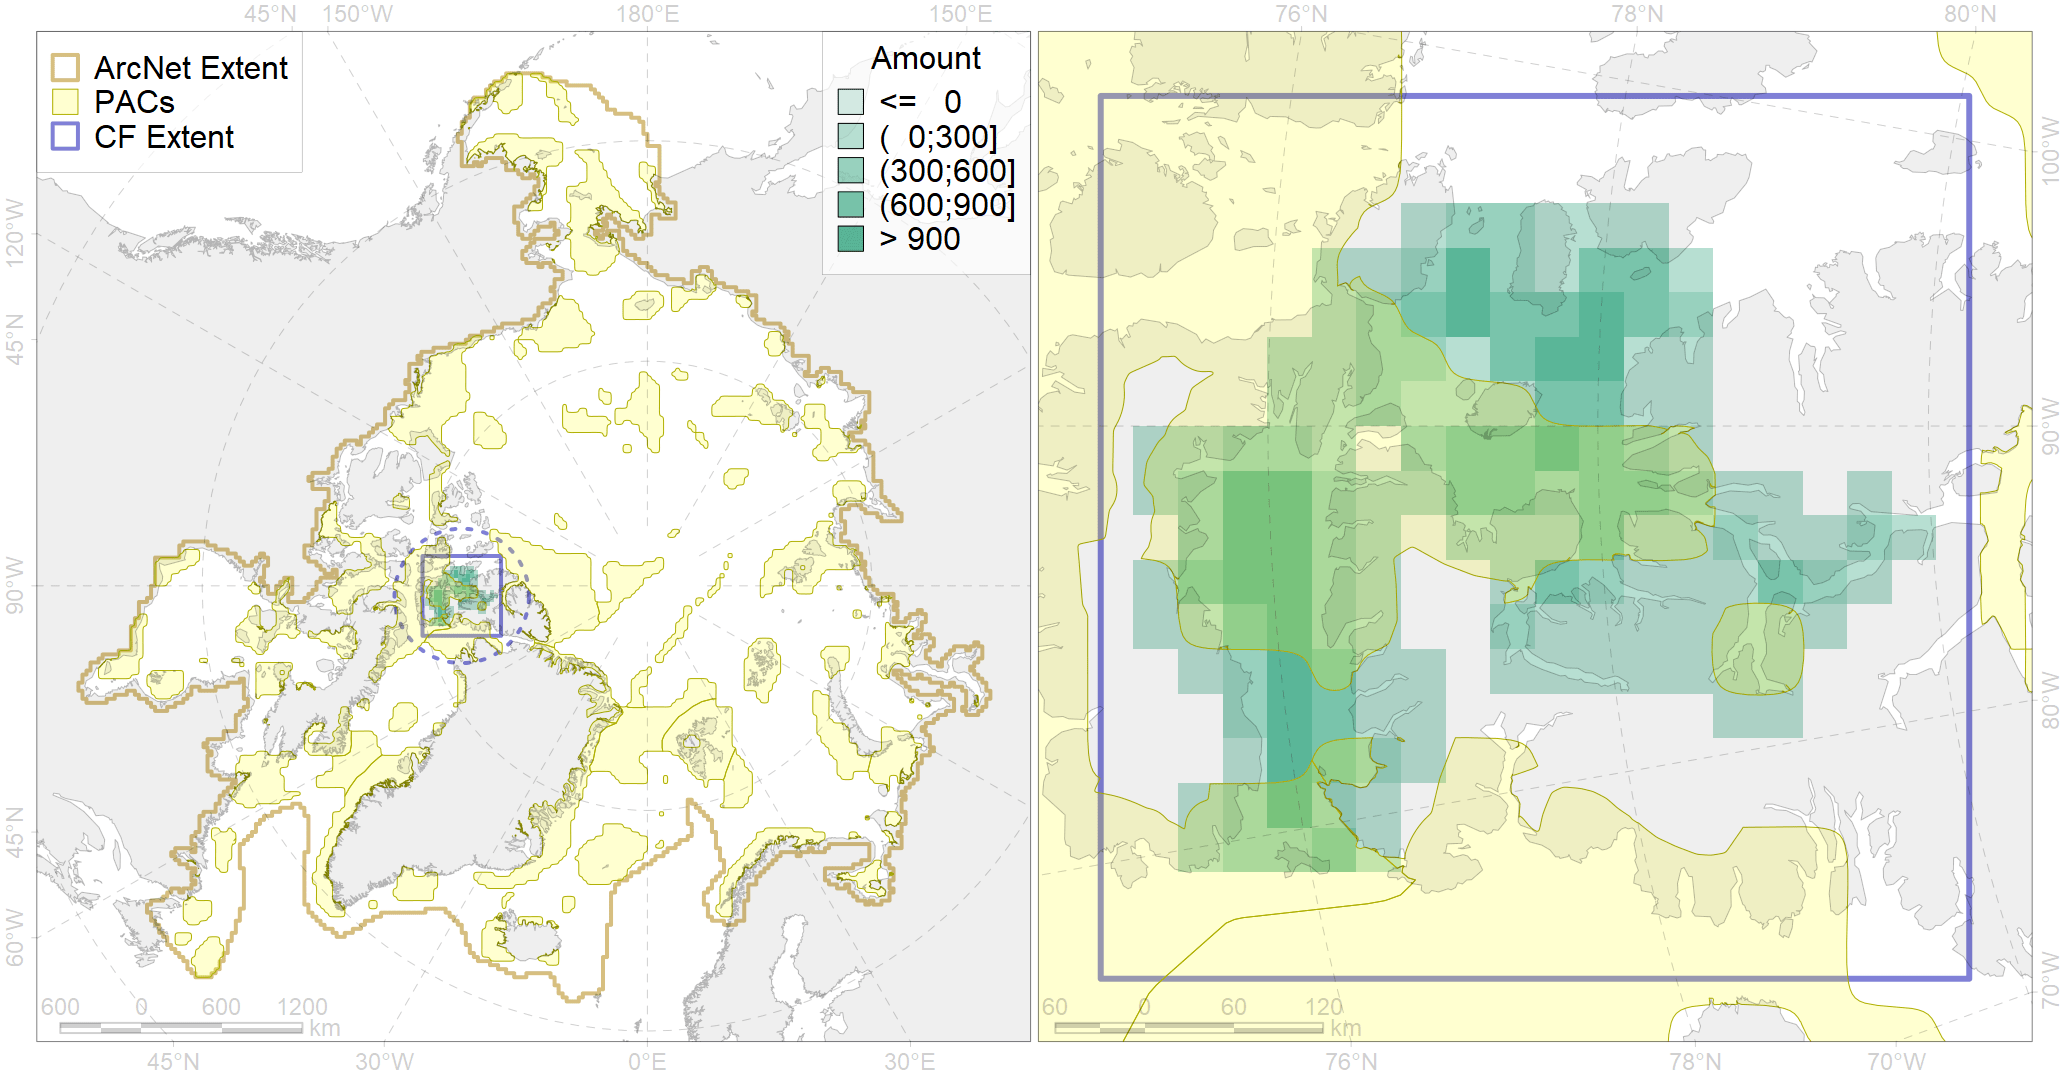 45°N 150°W 180°E 150°E 76°N 78°N 80°N
ArcNet Extent
PACs
CF Extent
Amount
<= 0
( 0;300]
(300;600]
(600;900]
> 900
120°W
45°N
90°W
45°N
60°W
100°W
90°W
80°W
70°W
600 0 600 1200
km
60 0 60 120
km
45°N 30°W 0°E 30°E 76°N 78°N 70°W